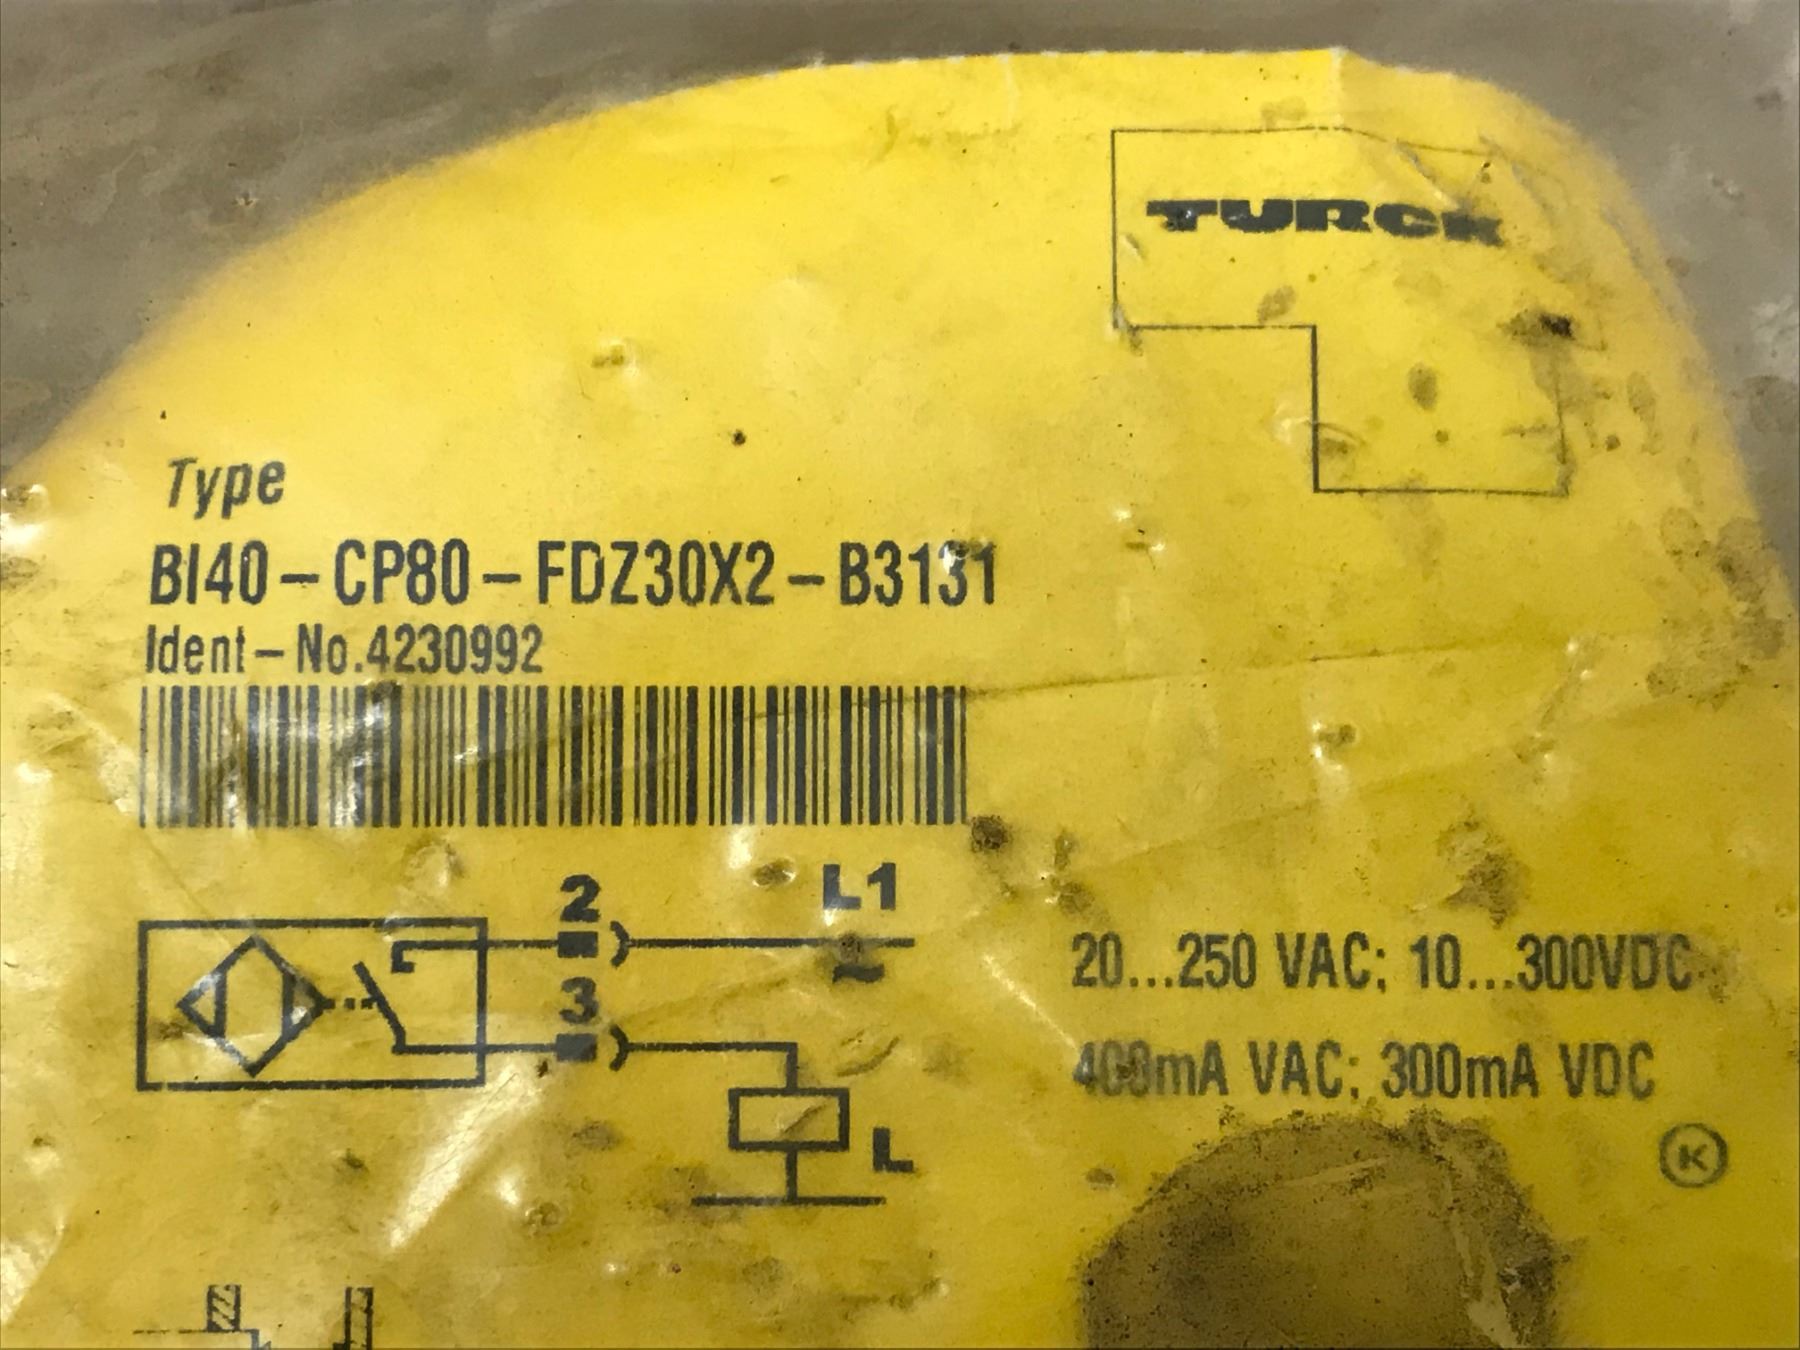 TURCK
Type
BI40-CP80-FDZ30X2-B3131
Ident-No.4230992
2
L1
~
3
L
20...250 VAC; 10...300VDC
400mA VAC; 300mA VDC
K